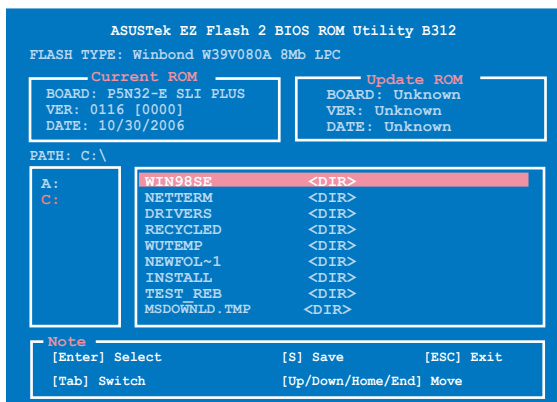 ASUSTek EZ Flash 2 BIOS ROM Utility B312
FLASH TYPE: Winbond W39V080A 8Mb LPC
Current ROM
BOARD: P5N32-E SLI PLUS
VER: 0116 [0000]
DATE: 10/30/2006
Update ROM
BOARD: Unknown
VER: Unknown
DATE: Unknown
PATH: C:\
A:
C:
WIN98SE <DIR>
NETTERM <DIR>
DRIVERS <DIR>
RECYCLED <DIR>
WUTEMP <DIR>
NEWFOL~1 <DIR>
INSTALL <DIR>
TEST_REB <DIR>
MSDOWNLD.TMP <DIR>
Note
[Enter] Select [S] Save [ESC] Exit
[Tab] Switch [Up/Down/Home/End] Move